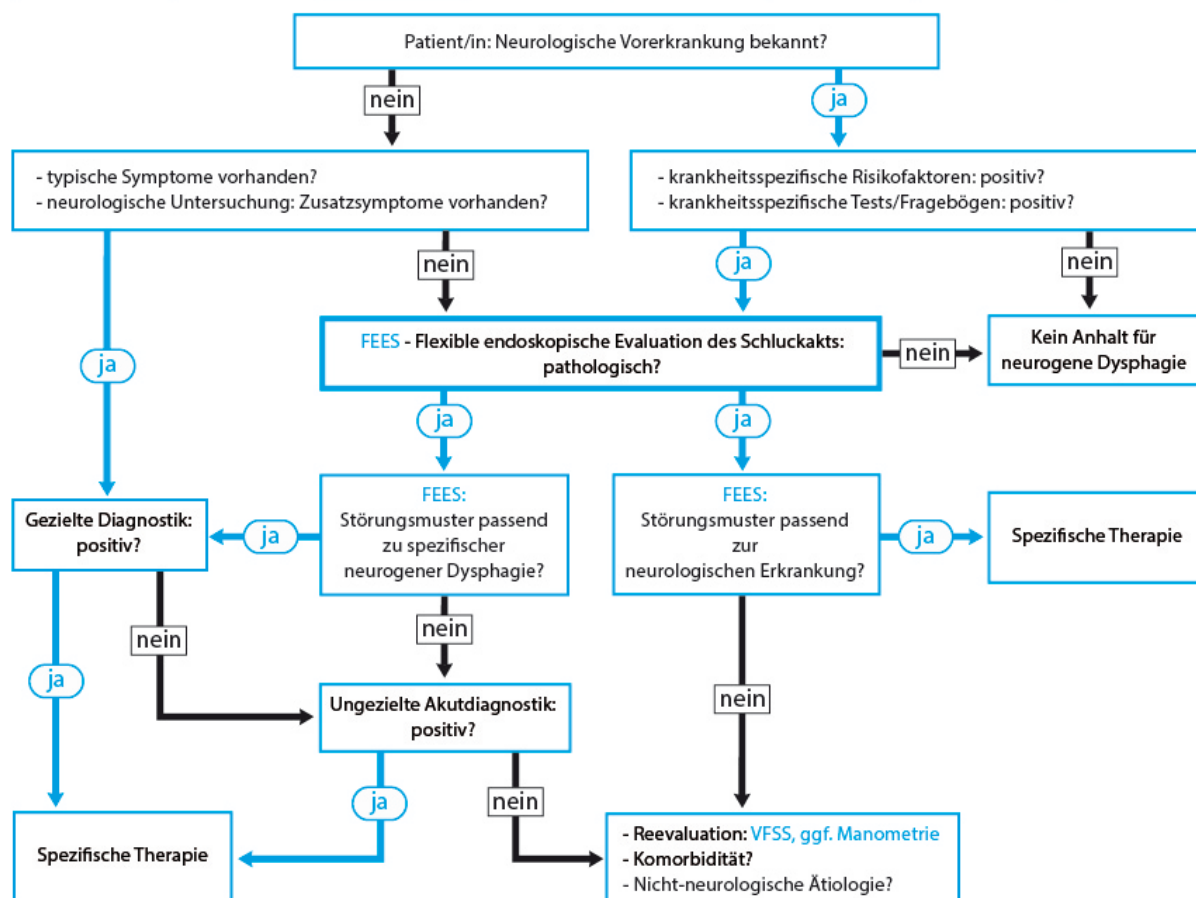 Patient/in: Neurologische Vorerkrankung bekannt?
nein
ja
- typische Symptome vorhanden?
- neurologische Untersuchung: Zusatzsymptome vorhanden?
- krankheitsspezifische Risikofaktoren: positiv?
- krankheitsspezifische Tests/Fragebögen: positiv?
ja
nein
ja
nein
FEES - Flexible endoskopische Evaluation des Schluckakts:
pathologisch?
nein
Kein Anhalt für
neurogene Dysphagie
ja
ja
Gezielte Diagnostik:
positiv?
ja
FEES:
Störungsmuster passend
zu spezifischer
neurogener Dysphagie?
FEES:
Störungsmuster passend
zur
neurologischen Erkrankung?
ja
Spezifische Therapie
ja
nein
nein
nein
Ungezielte Akutdiagnostik:
positiv?
ja
nein
Spezifische Therapie
- Reevaluation: VFSS, ggf. Manometrie
- Komorbidität?
- Nicht-neurologische Ätiologie?